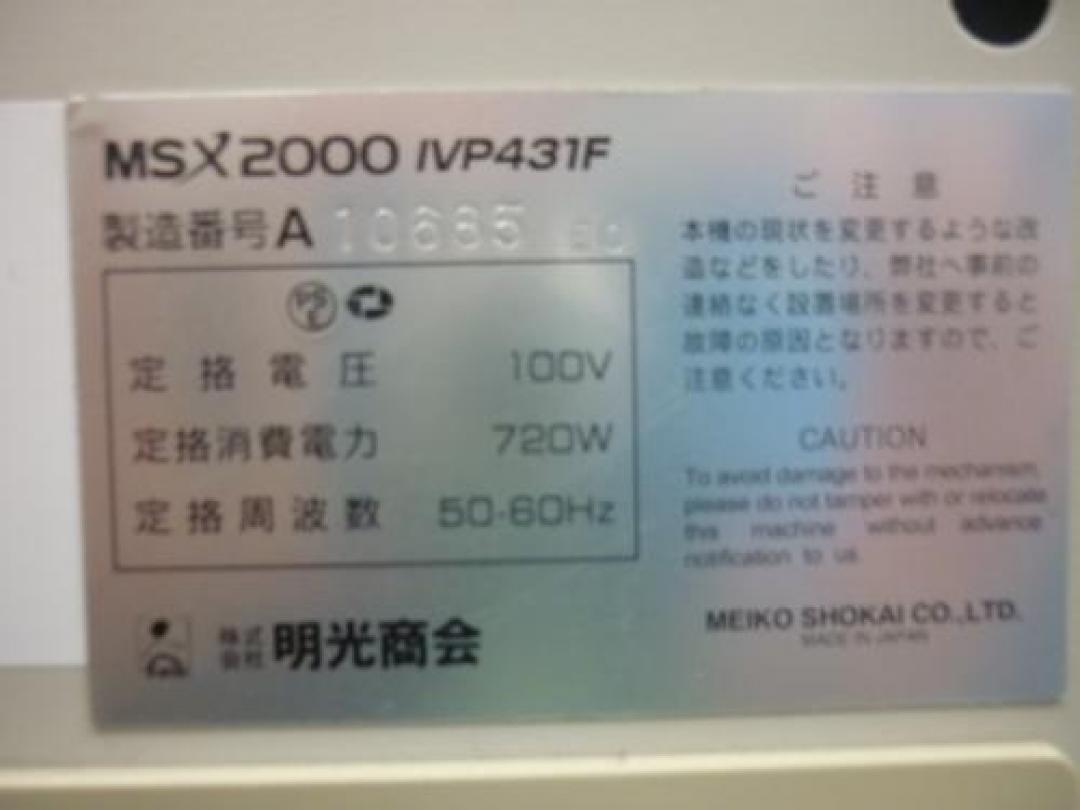 MSX2000 IVP431F
製造番号A 10665
定格電圧 100V
定格消費電力 720W
定格周波数 50-60Hz
株式会社 明光商会
ご注意
本機の現状を変更するような改
造などをしたり、弊社へ事前の
連絡なく設置場所を変更すると
故障の原因となりますので、ご
注意ください。
CAUTION
To avoid damage to the mechanism,
please do not tamper with or relocate
this machine without advance
notification to us.
MEIKO SHOKAI CO.,LTD.
MADE IN JAPAN